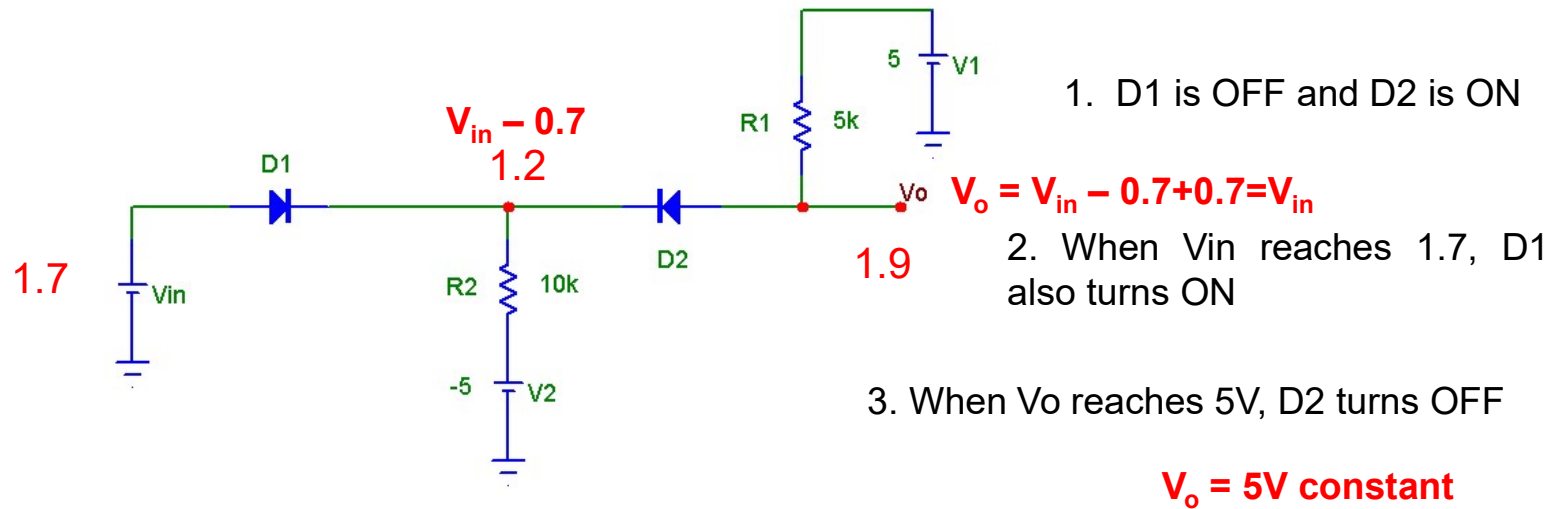 5
V1
1. D1 is OFF and D2 is ON
Vin – 0.7
R1
5k
D1
1.2
Vo
Vo = Vin – 0.7+0.7=Vin
D2
1.9
2. When Vin reaches 1.7, D1
also turns ON
1.7
Vin
R2
10k
-5
V2
3. When Vo reaches 5V, D2 turns OFF
Vo = 5V constant